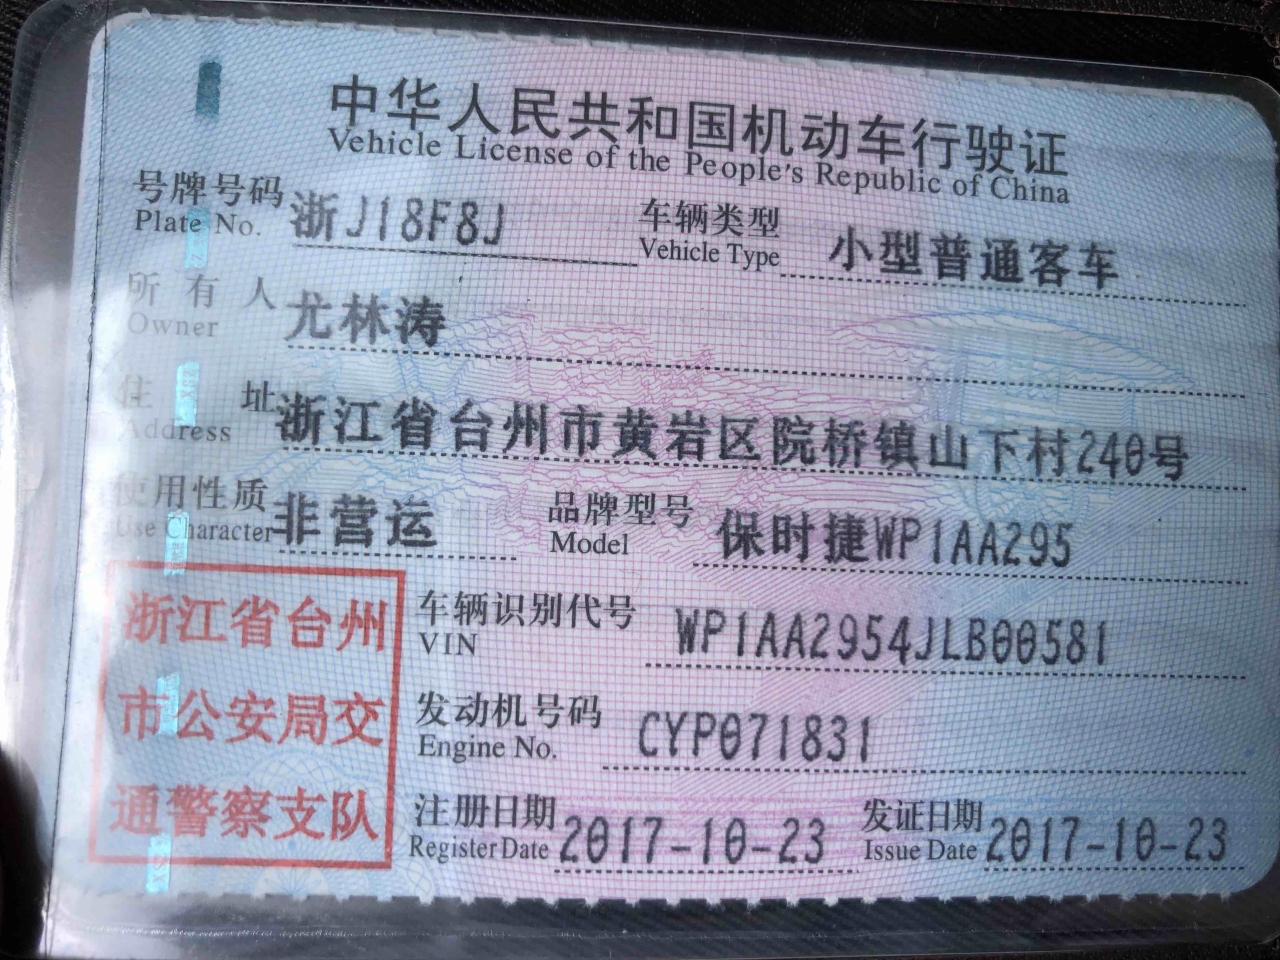 中华人民共和国机动车行驶证
Vehicle License of the People's Republic of China
号牌号码 浙J18F8J 车辆类型 小型普通客车
Plate No. Vehicle Type
所有人 尤林涛
Owner
住址 浙江省台州市黄岩区院桥镇山下村240号
Address
使用性质 非营运 品牌型号 保时捷WP1AA295
Use Character Model
浙江省台州
市公安局交
通警察支队
车辆识别代号 WP1AA2954JLB00581
VIN
发动机号码 CYP071831
Engine No.
注册日期 2017-10-23 发证日期 2017-10-23
Register Date Issue Date